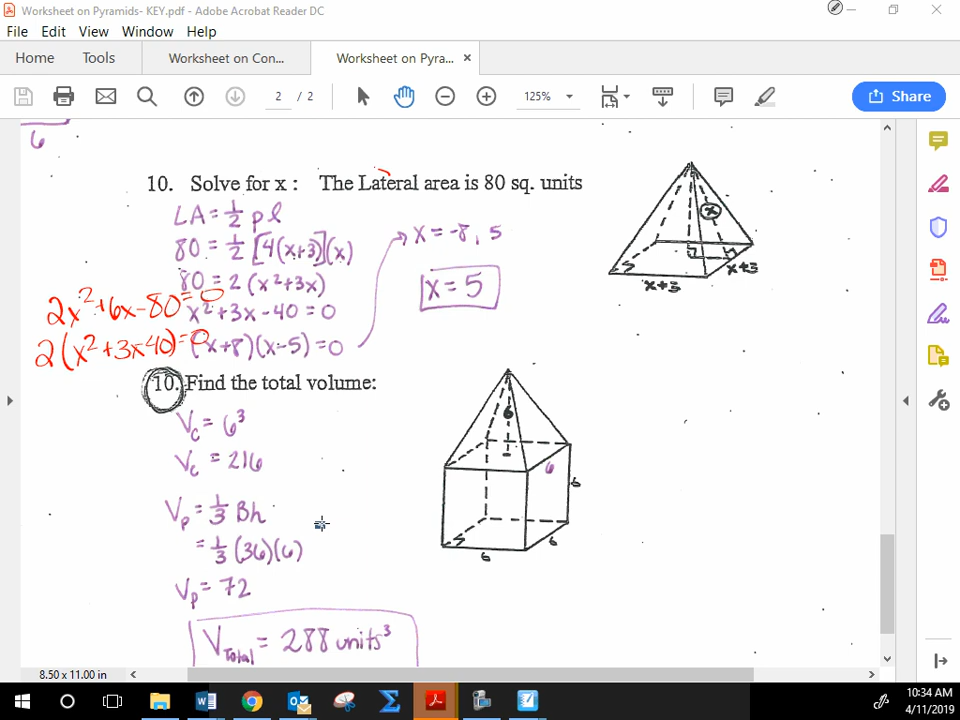 Worksheet on Pyramids- KEY.pdf - Adobe Acrobat Reader DC
File Edit View Window Help
Home Tools Worksheet on Con... Worksheet on Pyra... ×
2 / 2 125% Share
6
10. Solve for x : The Lateral area is 80 sq. units
LA = 1/2 pl
80 = 1/2 [4(x+3)](x)
80 = 2 (x²+3x)
x²+3x-40=0
(x+8)(x-5)=0
x = -8, 5
x = 5
2x²+6x-80=0
2(x²+3x40)=0
x
x+3
x+3
10. Find the total volume:
Vc = 6³
Vc = 216
Vp = 1/3 Bh
= 1/3 (36)(6)
Vp = 72
VTotal = 288 units³
6
6
6
6
6
8.50 x 11.00 in
10:34 AM
4/11/2019